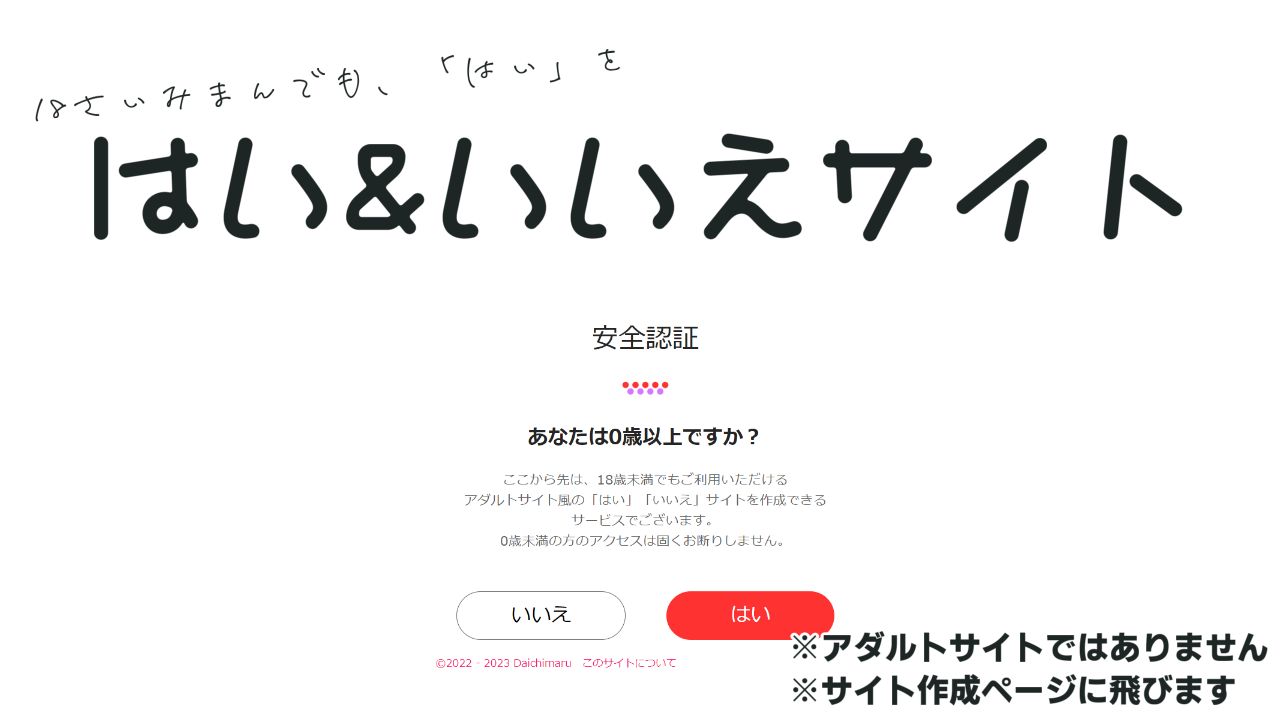 18さいみまんでも、「はい」を
はい&いいえサイト
安全認証
あなたは0歳以上ですか？
ここから先は、18歳未満でもご利用いただける
アダルトサイト風の「はい」「いいえ」サイトを作成できる
サービスでございます。
0歳未満の方のアクセスは固くお断りしません。
いいえ
はい
©2022 - 2023 Daichimaru このサイトについて
※アダルトサイトではありません
※サイト作成ページに飛びます